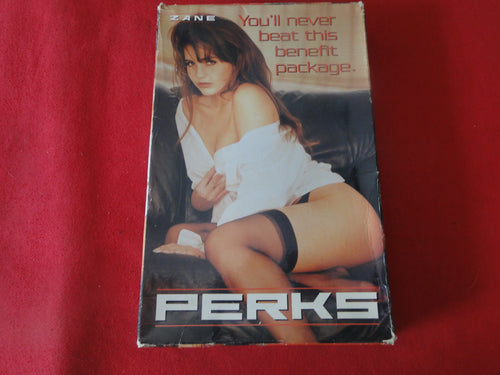 ZANE
You'll never
beat this
benefit
package.
PERKS